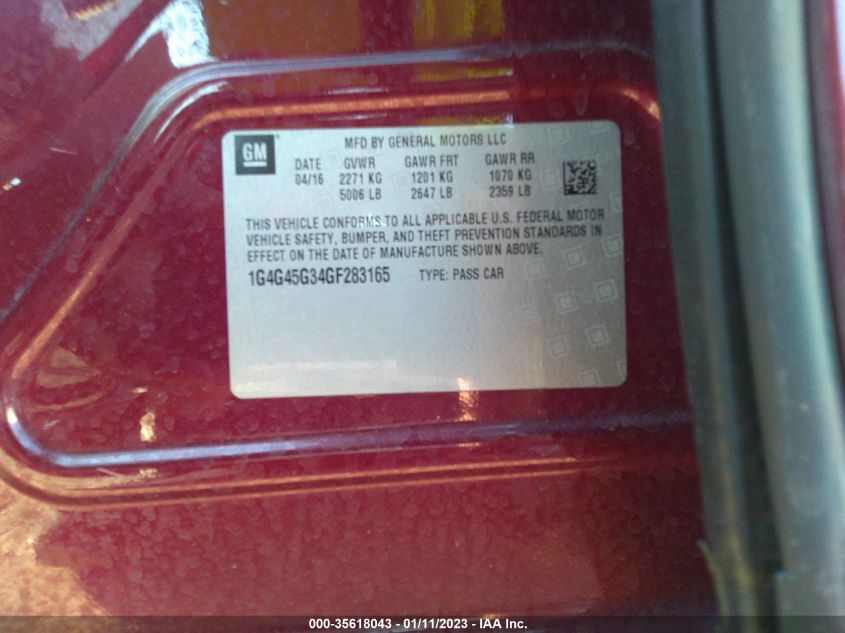 GM
MFD BY GENERAL MOTORS LLC
DATE GVWR GAWR FRT GAWR RR
04/16 2271 KG 1201 KG 1070 KG
5006 LB 2647 LB 2359 LB
THIS VEHICLE CONFORMS TO ALL APPLICABLE U.S. FEDERAL MOTOR
VEHICLE SAFETY, BUMPER, AND THEFT PREVENTION STANDARDS IN
EFFECT ON THE DATE OF MANUFACTURE SHOWN ABOVE.
1G4G45G34GF283165 TYPE: PASS CAR
000-35618043 - 01/11/2023 - IAA Inc.